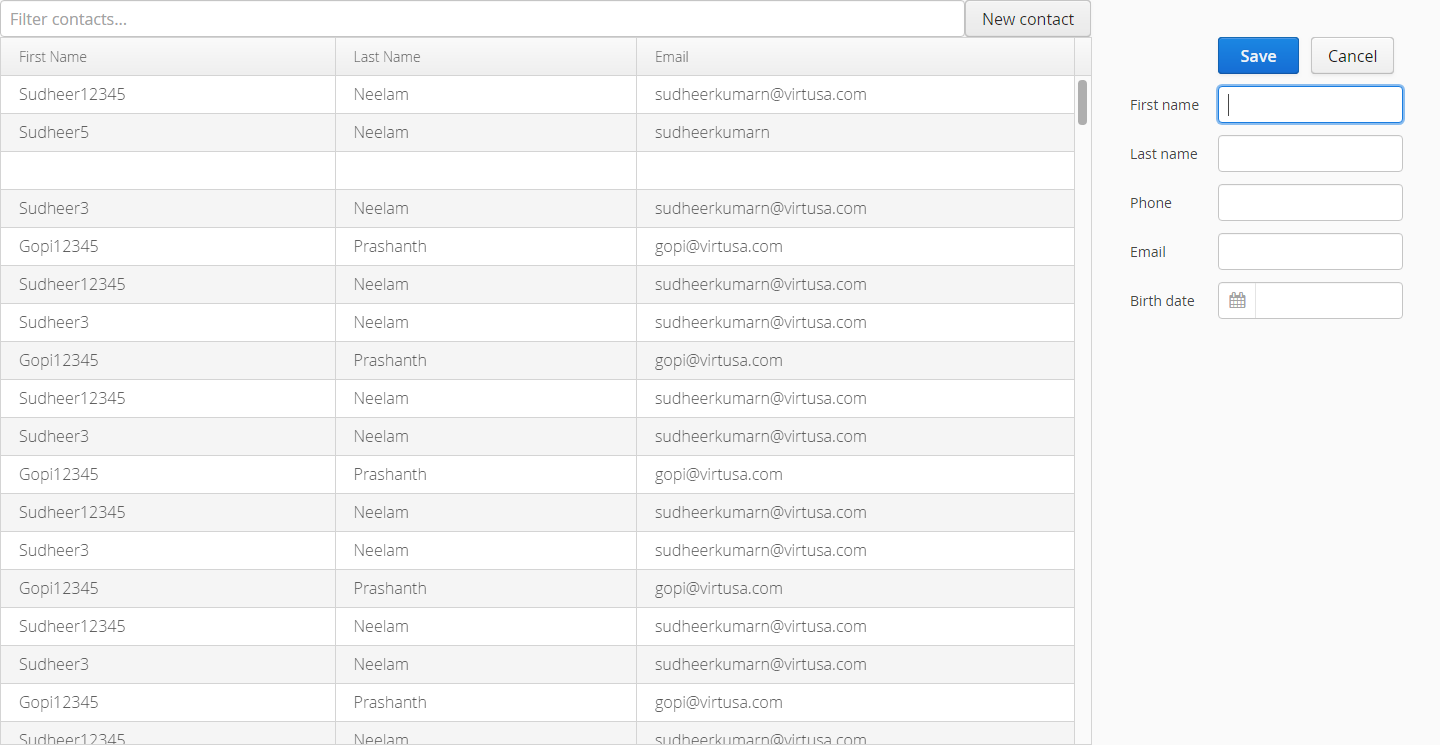 Filter contacts...
New contact
First Name Last Name Email
Sudheer12345 Neelam sudheerkumarn@virtusa.com
Sudheer5 Neelam sudheerkumarn
Sudheer3 Neelam sudheerkumarn@virtusa.com
Gopi12345 Prashanth gopi@virtusa.com
Sudheer12345 Neelam sudheerkumarn@virtusa.com
Sudheer3 Neelam sudheerkumarn@virtusa.com
Gopi12345 Prashanth gopi@virtusa.com
Sudheer12345 Neelam sudheerkumarn@virtusa.com
Sudheer3 Neelam sudheerkumarn@virtusa.com
Gopi12345 Prashanth gopi@virtusa.com
Sudheer12345 Neelam sudheerkumarn@virtusa.com
Sudheer3 Neelam sudheerkumarn@virtusa.com
Gopi12345 Prashanth gopi@virtusa.com
Sudheer12345 Neelam sudheerkumarn@virtusa.com
Sudheer3 Neelam sudheerkumarn@virtusa.com
Gopi12345 Prashanth gopi@virtusa.com
Sudheer12345 Neelam sudheerkumarn@virtusa.com
Save Cancel
First name
Last name
Phone
Email
Birth date